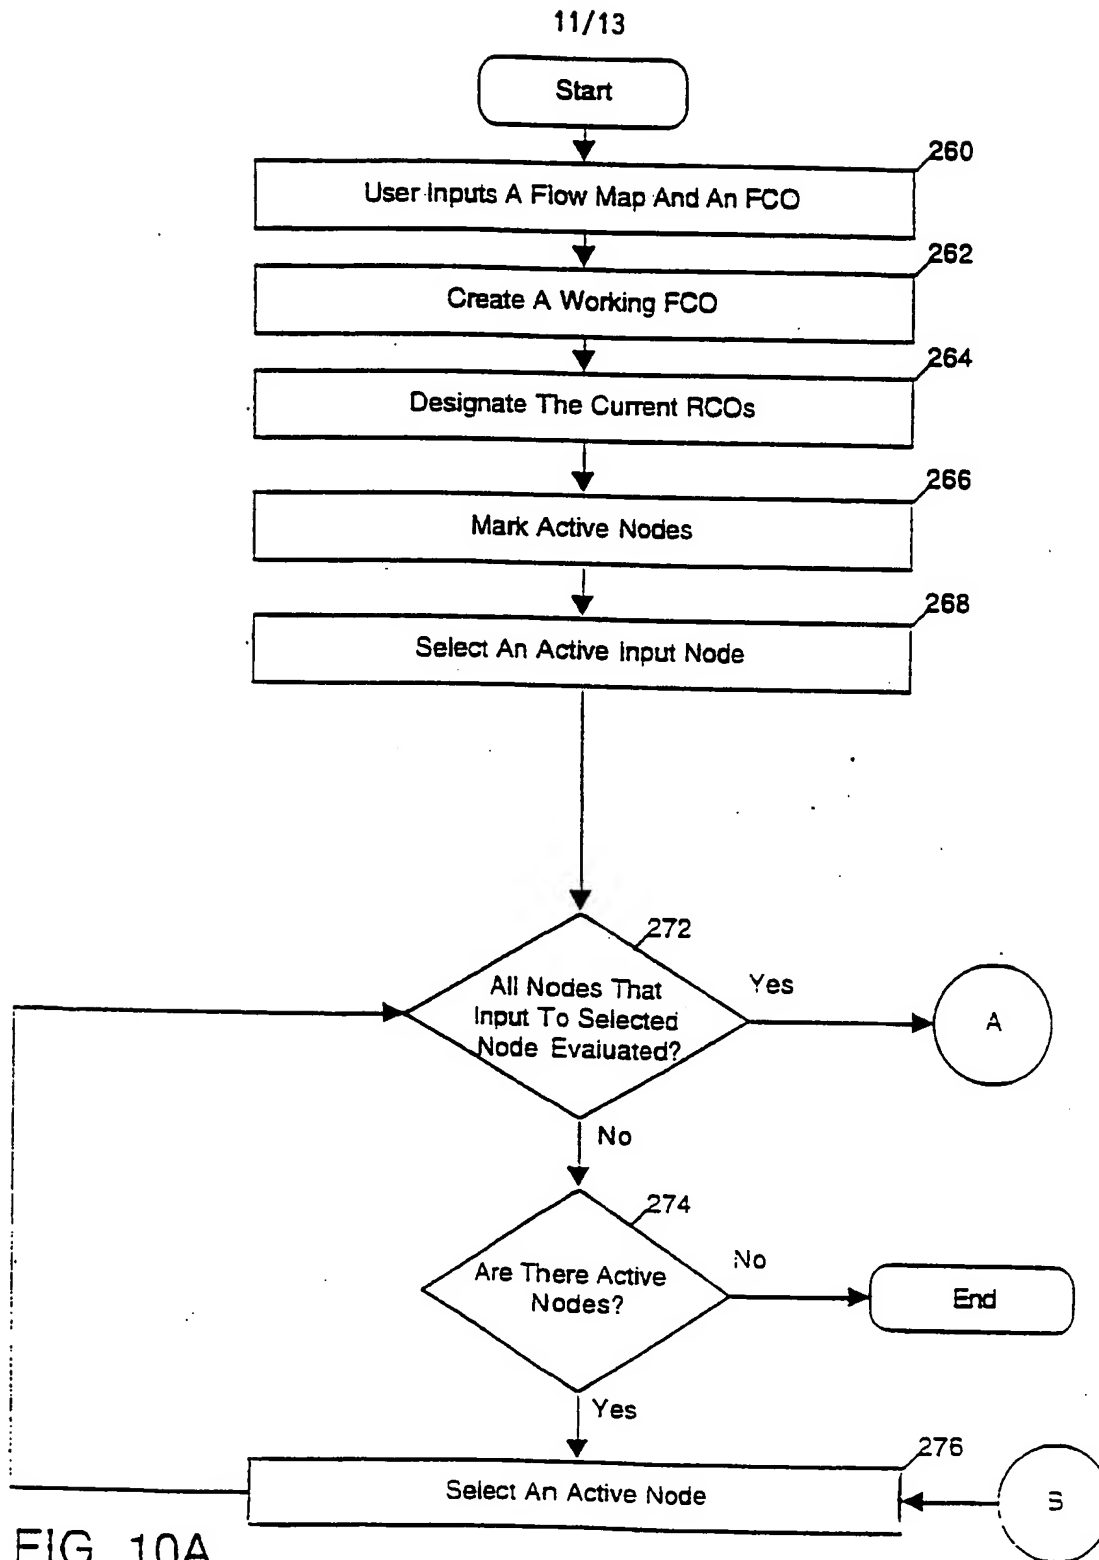 11/13
Start
260
User Inputs A Flow Map And An FCO
262
Create A Working FCO
264
Designate The Current RCOs
266
Mark Active Nodes
268
Select An Active Input Node
272
All Nodes That
Input To Selected
Node Evaluated?
Yes
A
No
274
Are There Active
Nodes?
No
End
Yes
276
Select An Active Node
B
FIG. 10A